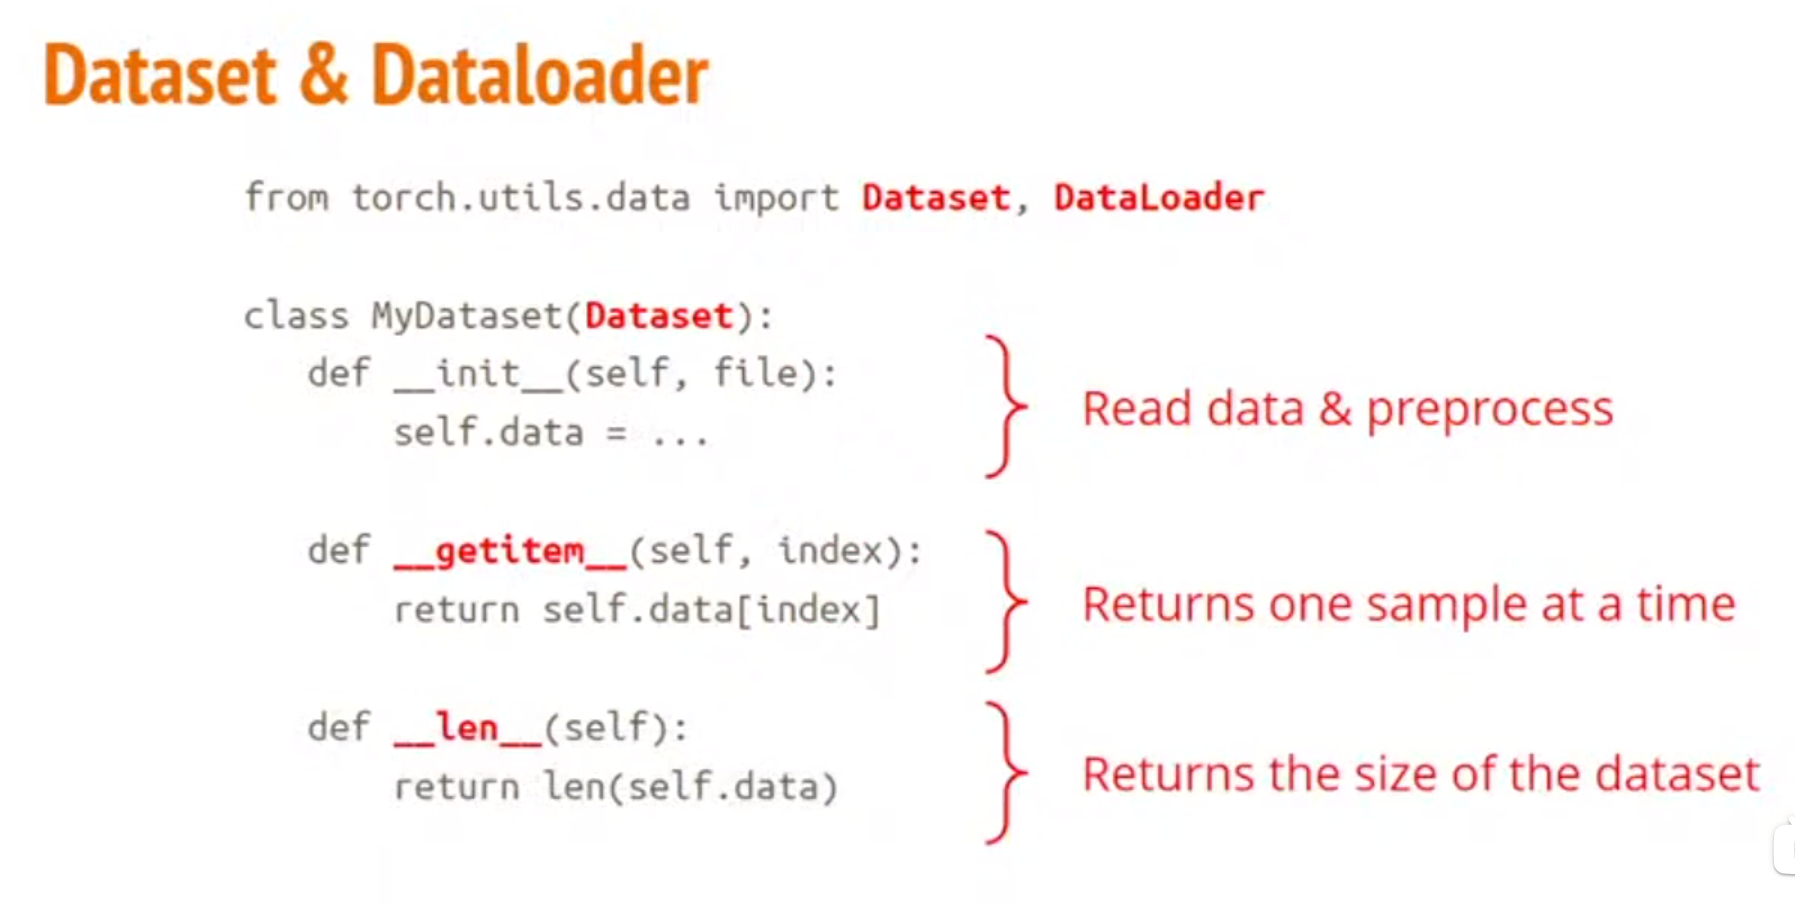 Dataset & Dataloader
from torch.utils.data import Dataset, DataLoader
class MyDataset(Dataset):
def __init__(self, file):
self.data = ...
Read data & preprocess
def __getitem__(self, index):
return self.data[index]
Returns one sample at a time
def __len__(self):
return len(self.data)
Returns the size of the dataset